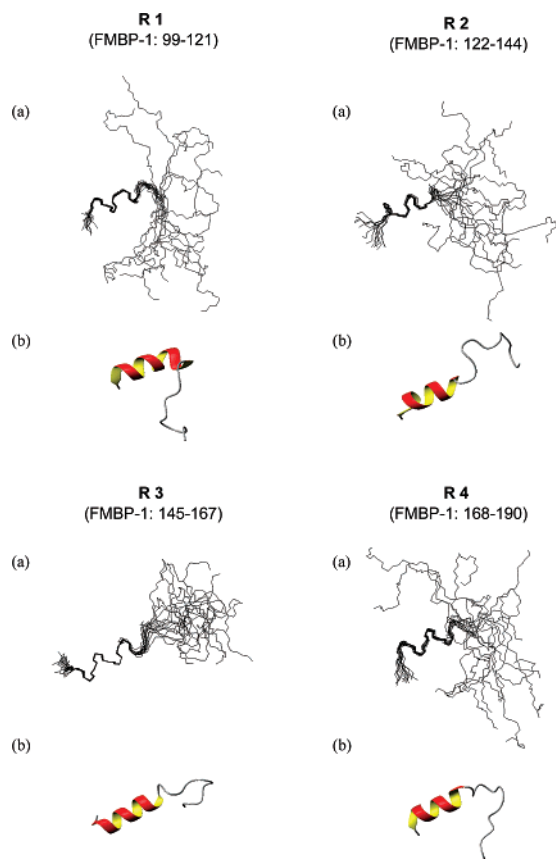 R 1
(FMBP-1: 99-121)
R 2
(FMBP-1: 122-144)
(a)
(a)
(b)
(b)
R 3
(FMBP-1: 145-167)
R 4
(FMBP-1: 168-190)
(a)
(a)
(b)
(b)